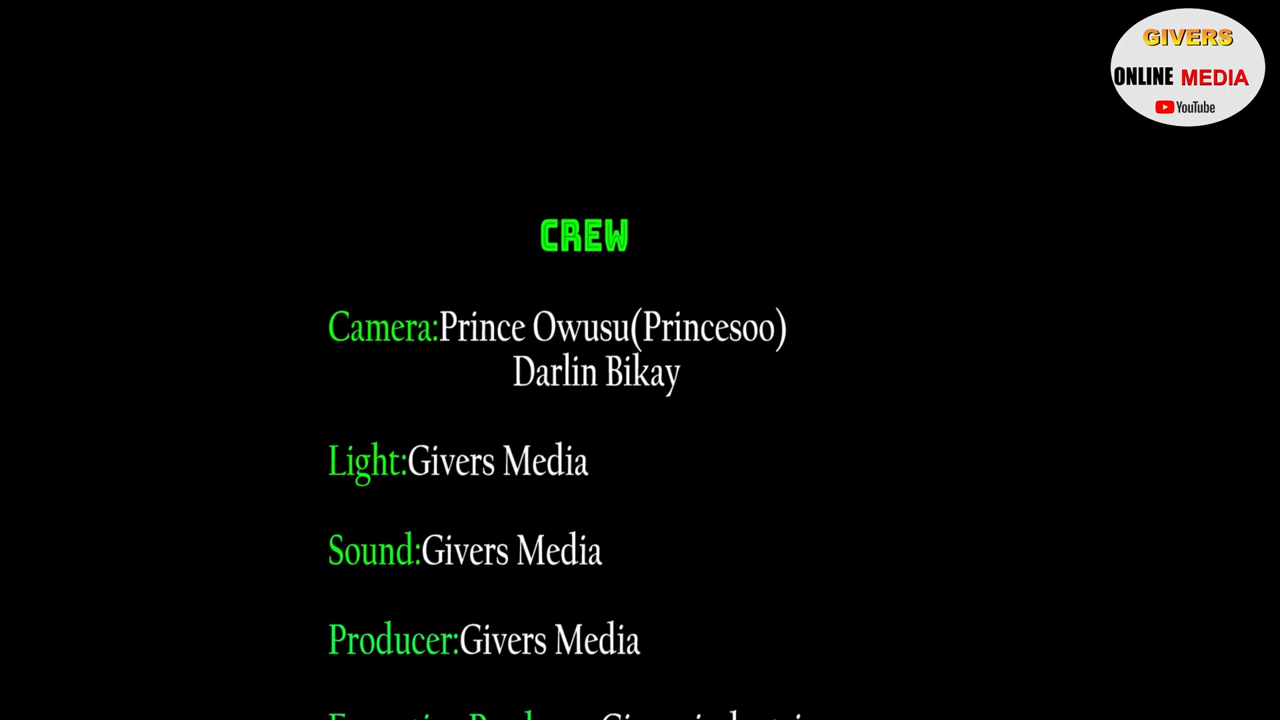 GIVERS
ONLINE MEDIA
YouTube
CREW
Camera:Prince Owusu(Princesoo)
Darlin Bikay
Light:Givers Media
Sound:Givers Media
Producer:Givers Media